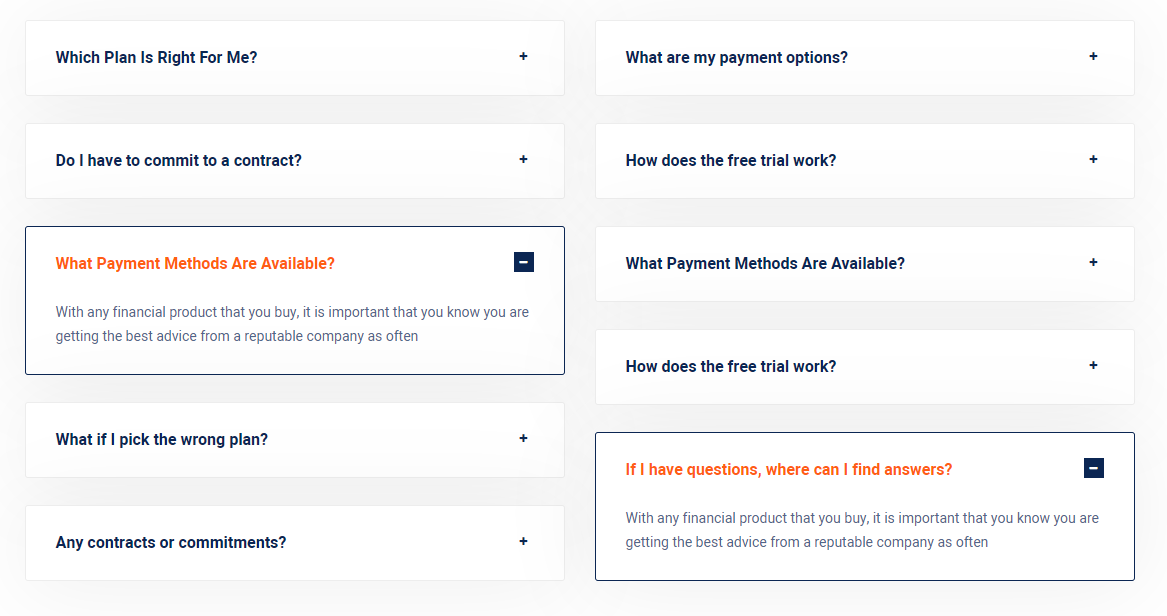 Which Plan Is Right For Me? +
Do I have to commit to a contract? +
What Payment Methods Are Available? −
With any financial product that you buy, it is important that you know you are
getting the best advice from a reputable company as often
What if I pick the wrong plan? +
Any contracts or commitments? +
What are my payment options? +
How does the free trial work? +
What Payment Methods Are Available? +
How does the free trial work? +
If I have questions, where can I find answers? −
With any financial product that you buy, it is important that you know you are
getting the best advice from a reputable company as often